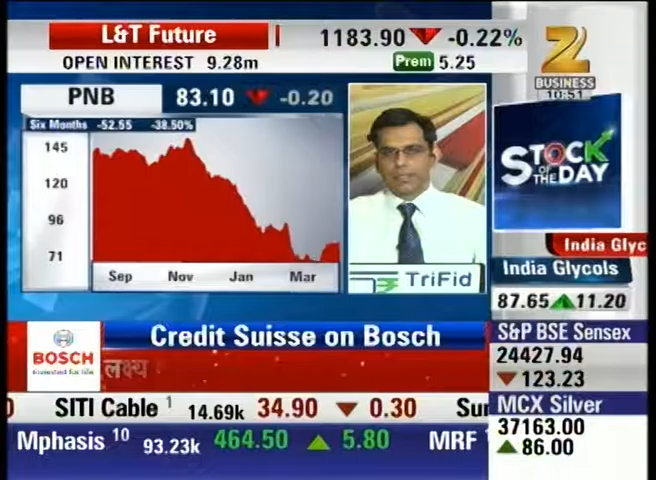 L&T Future
1183.90 -0.22%
OPEN INTEREST 9.28m
Prem 5.25
Z
BUSINESS
10:51
PNB 83.10 -0.20
Six Months -52.55 -38.50%
145
120
96
71
Sep Nov Jan Mar
TriFid
STOCK
OF THE DAY
India Glyc
India Glycols
87.65 11.20
BOSCH
Invented for life
Credit Suisse on Bosch
लक्ष्य
S&P BSE Sensex
24427.94
123.23
MCX Silver
37163.00
86.00
0 SITI Cable 1 14.69k 34.90 0.30 Su
Mphasis 10 93.23k 464.50 5.80 MRF